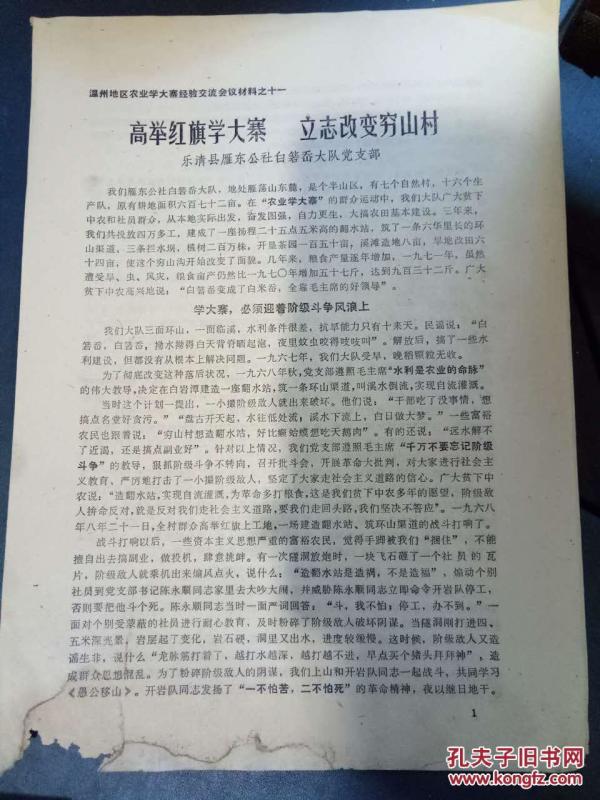 温州地区农业学大寨经验交流会议材料之十一
高举红旗学大寨 立志改变穷山村
乐清县雁东公社白箬岙大队党支部
我们雁东公社白箬岙大队，地处雁荡山东麓，是个半山区，有七个自然村，十六个生
产队，原有耕地面积六百七十二亩，在“农业学大寨”的群众运动中，我们大队广大贫下
中农和社员群众，从本地实际出发，奋发图强，自力更生，大搞农田基本建设。三年来，
我们共投放四万多工，建成了一座扬程二十五点五米高的翻水站，筑了一条六华里长的环
山渠道，三条拦水坝，植树二百万株，开垦茶园一百五十亩，溪滩造地八亩，旱地改田六
十四亩，使这个穷山沟开始改变了面貌。几年来，粮食产量逐年增加，一九七一年，虽然
遭受旱、虫、风灾，粮食亩产仍然比一九七〇年增加五十七斤，达到九百三十二斤。广大
贫下中农高兴地说：“白箬岙变成了白米岙，全靠毛主席的好领导”。
学大寨，必须迎着阶级斗争风浪上
我们大队三面环山，一面临溪，水利条件很差，抗旱能力只有十来天。民谣说：“白
箬岙，白箬岙，捞水捞得白天背脊晒起泡，夜里蚊虫咬得吱吱叫”。解放后，搞了一些水
利建设，但都没有从根本上解决问题。一九六七年，我们大队受旱，晚稻颗粒无收。
为了彻底改变这种落后状况，一九六八年秋，党支部遵照毛主席“水利是农业的命脉”
的伟大教导，决定在白岩潭建造一座翻水站，筑一条环山渠道，叫溪水倒流，实现自流灌溉。
当时这个计划一提出，一小撮阶级敌人就出来破坏。他们说：“干部吃了没事情，想
搞点名堂好贪污。”“盘古开天起，水往低处流；溪水下流上，白日做大梦。”一些富裕
农民也跟着说：“穷山村想造翻水站，好比癞蛤蟆想吃天鹅肉”。有的还说：“远水解不
了近渴，还是搞点副业好”。针对以上情况，我们党支部遵照毛主席“千万不要忘记阶级
斗争”的教导，狠抓阶级斗争不转向，召开批斗会，开展革命大批判，对大家进行社会主
义教育，严厉地打击了一小撮阶级敌人，坚定了大家走社会主义道路的信心。广大贫下中
农说：“造翻水站，实现自流灌溉，为革命多打粮食，这是我们贫下中农多年的愿望，阶级敌
人拚命反对，就是反对我们走社会主义道路，要我们走回头路，我们坚决不答应”。一九六八
年八年二十一日，全村群众高举红旗上工地，一场建造翻水站、筑环山渠道的战斗打响了。
战斗打响以后，一些资本主义思想严重的富裕农民，觉得手脚被我们“捆住”，不能
擅自出去搞副业，做投机，肆意挑衅。有一次隧洞放炮时，一块飞石砸了一个社员的瓦
片，阶级敌人就乘机出来煽风点火，说什么：“造翻水站是造祸，不是造福”，煽动个别
社员到党支部书记陈永顺同志家里去大吵大闹，并威胁陈永顺同志立即命令开岩队停工，
否则要把他斗个死。陈永顺同志当时一面严词回答：“斗，我不怕；停工，办不到。”一
面对个别受蒙蔽的社员进行耐心教育，及时粉碎了阶级敌人破坏阴谋。当隧洞刚打进四、
五米深光景，岩层起了变化，岩石硬，洞里又出水，进度较缓慢。这时候，阶级敌人又造
谣生非，说什么“龙脉筋打着了，越打水越深，越打越不进，早点买个猪头拜拜神”，造
成群众思想混乱。为了粉碎阶级敌人的阴谋，我们上山和开岩队同志一起战斗，共同学习
《愚公移山》。开岩队同志发扬了“一不怕苦，二不怕死”的革命精神，夜以继日地干。
1
孔夫子旧书网
www.kongfz.com